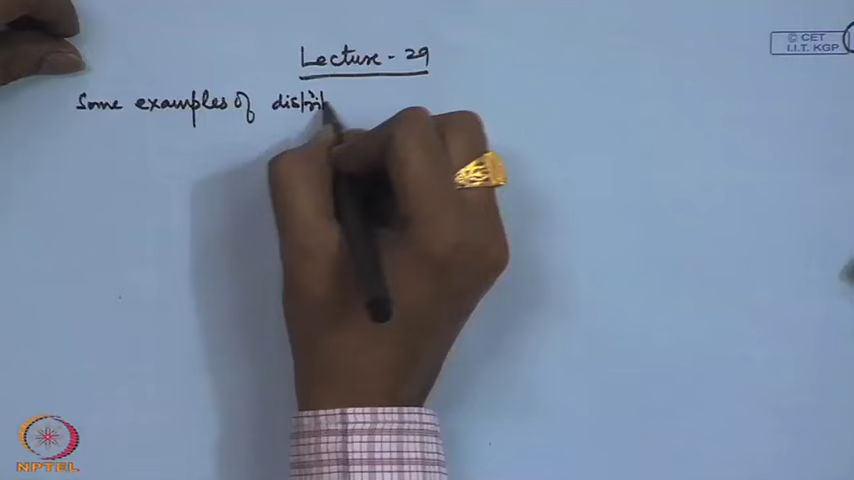 Lecture - 29
© CET
I.I.T. KGP
Some examples of
NPTEL